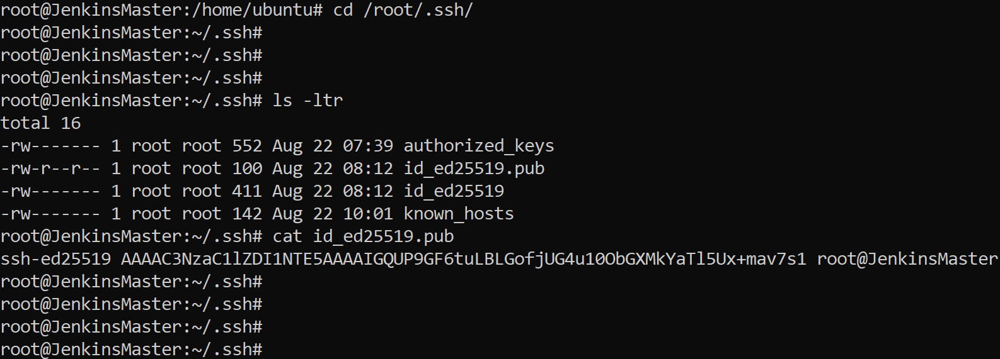 root@JenkinsMaster:/home/ubuntu# cd /root/.ssh/
root@JenkinsMaster:~/.ssh#
root@JenkinsMaster:~/.ssh#
root@JenkinsMaster:~/.ssh#
root@JenkinsMaster:~/.ssh# ls -ltr
total 16
-rw------- 1 root root 552 Aug 22 07:39 authorized_keys
-rw-r--r-- 1 root root 100 Aug 22 08:12 id_ed25519.pub
-rw------- 1 root root 411 Aug 22 08:12 id_ed25519
-rw------- 1 root root 142 Aug 22 10:01 known_hosts
root@JenkinsMaster:~/.ssh# cat id_ed25519.pub
ssh-ed25519 AAAAC3NzaC1lZDI1NTE5AAAAIGQUP9GF6tuLBLGofjUG4u10ObGXMkYaTl5Ux+mav7s1 root@JenkinsMaster
root@JenkinsMaster:~/.ssh#
root@JenkinsMaster:~/.ssh#
root@JenkinsMaster:~/.ssh#
root@JenkinsMaster:~/.ssh#